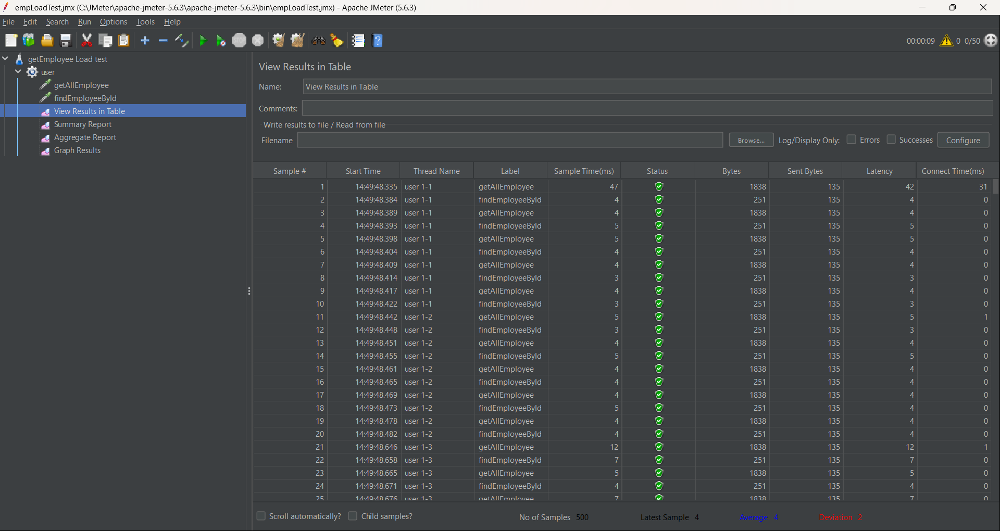 empLoadTest.jmx (C:\JMeter\apache-jmeter-5.6.3\apache-jmeter-5.6.3\bin\empLoadTest.jmx) - Apache JMeter (5.6.3)
File Edit Search Run Options Tools Help
STOP 00:00:09 0 0/50
getEmployee Load test
user
getAllEmployee
findEmployeeById
View Results in Table
Summary Report
Aggregate Report
Graph Results
View Results in Table
Name: View Results in Table
Comments:
Write results to file / Read from file
Filename Browse... Log/Display Only: Errors Successes Configure
Sample # Start Time Thread Name Label Sample Time(ms) Status Bytes Sent Bytes Latency Connect Time(ms)
1 14:49:48.335 user 1-1 getAllEmployee 47 1838 135 42 31
2 14:49:48.384 user 1-1 findEmployeeById 4 251 135 4 0
3 14:49:48.389 user 1-1 getAllEmployee 4 1838 135 4 0
4 14:49:48.393 user 1-1 findEmployeeById 5 251 135 5 0
5 14:49:48.398 user 1-1 getAllEmployee 5 1838 135 5 0
6 14:49:48.404 user 1-1 findEmployeeById 4 251 135 4 0
7 14:49:48.409 user 1-1 getAllEmployee 4 1838 135 4 0
8 14:49:48.414 user 1-1 findEmployeeById 3 251 135 3 0
9 14:49:48.417 user 1-1 getAllEmployee 4 1838 135 4 0
10 14:49:48.422 user 1-1 findEmployeeById 3 251 135 3 0
11 14:49:48.442 user 1-2 getAllEmployee 5 1838 135 5 1
12 14:49:48.448 user 1-2 findEmployeeById 3 251 135 3 0
13 14:49:48.451 user 1-2 getAllEmployee 4 1838 135 4 0
14 14:49:48.455 user 1-2 findEmployeeById 5 251 135 5 0
15 14:49:48.461 user 1-2 getAllEmployee 4 1838 135 4 0
16 14:49:48.465 user 1-2 findEmployeeById 4 251 135 4 0
17 14:49:48.469 user 1-2 getAllEmployee 4 1838 135 4 0
18 14:49:48.473 user 1-2 findEmployeeById 5 251 135 4 0
19 14:49:48.478 user 1-2 getAllEmployee 4 1838 135 4 0
20 14:49:48.482 user 1-2 findEmployeeById 4 251 135 4 0
21 14:49:48.646 user 1-3 getAllEmployee 12 1838 135 12 1
22 14:49:48.658 user 1-3 findEmployeeById 7 251 135 7 0
23 14:49:48.665 user 1-3 getAllEmployee 5 1838 135 5 0
24 14:49:48.671 user 1-3 findEmployeeById 4 251 135 4 0
25 14:49:48.676 user 1-3 getAllEmployee 7 1838 135 7 0
Scroll automatically? Child samples? No of Samples 500 Latest Sample 4 Average 4 Deviation 2